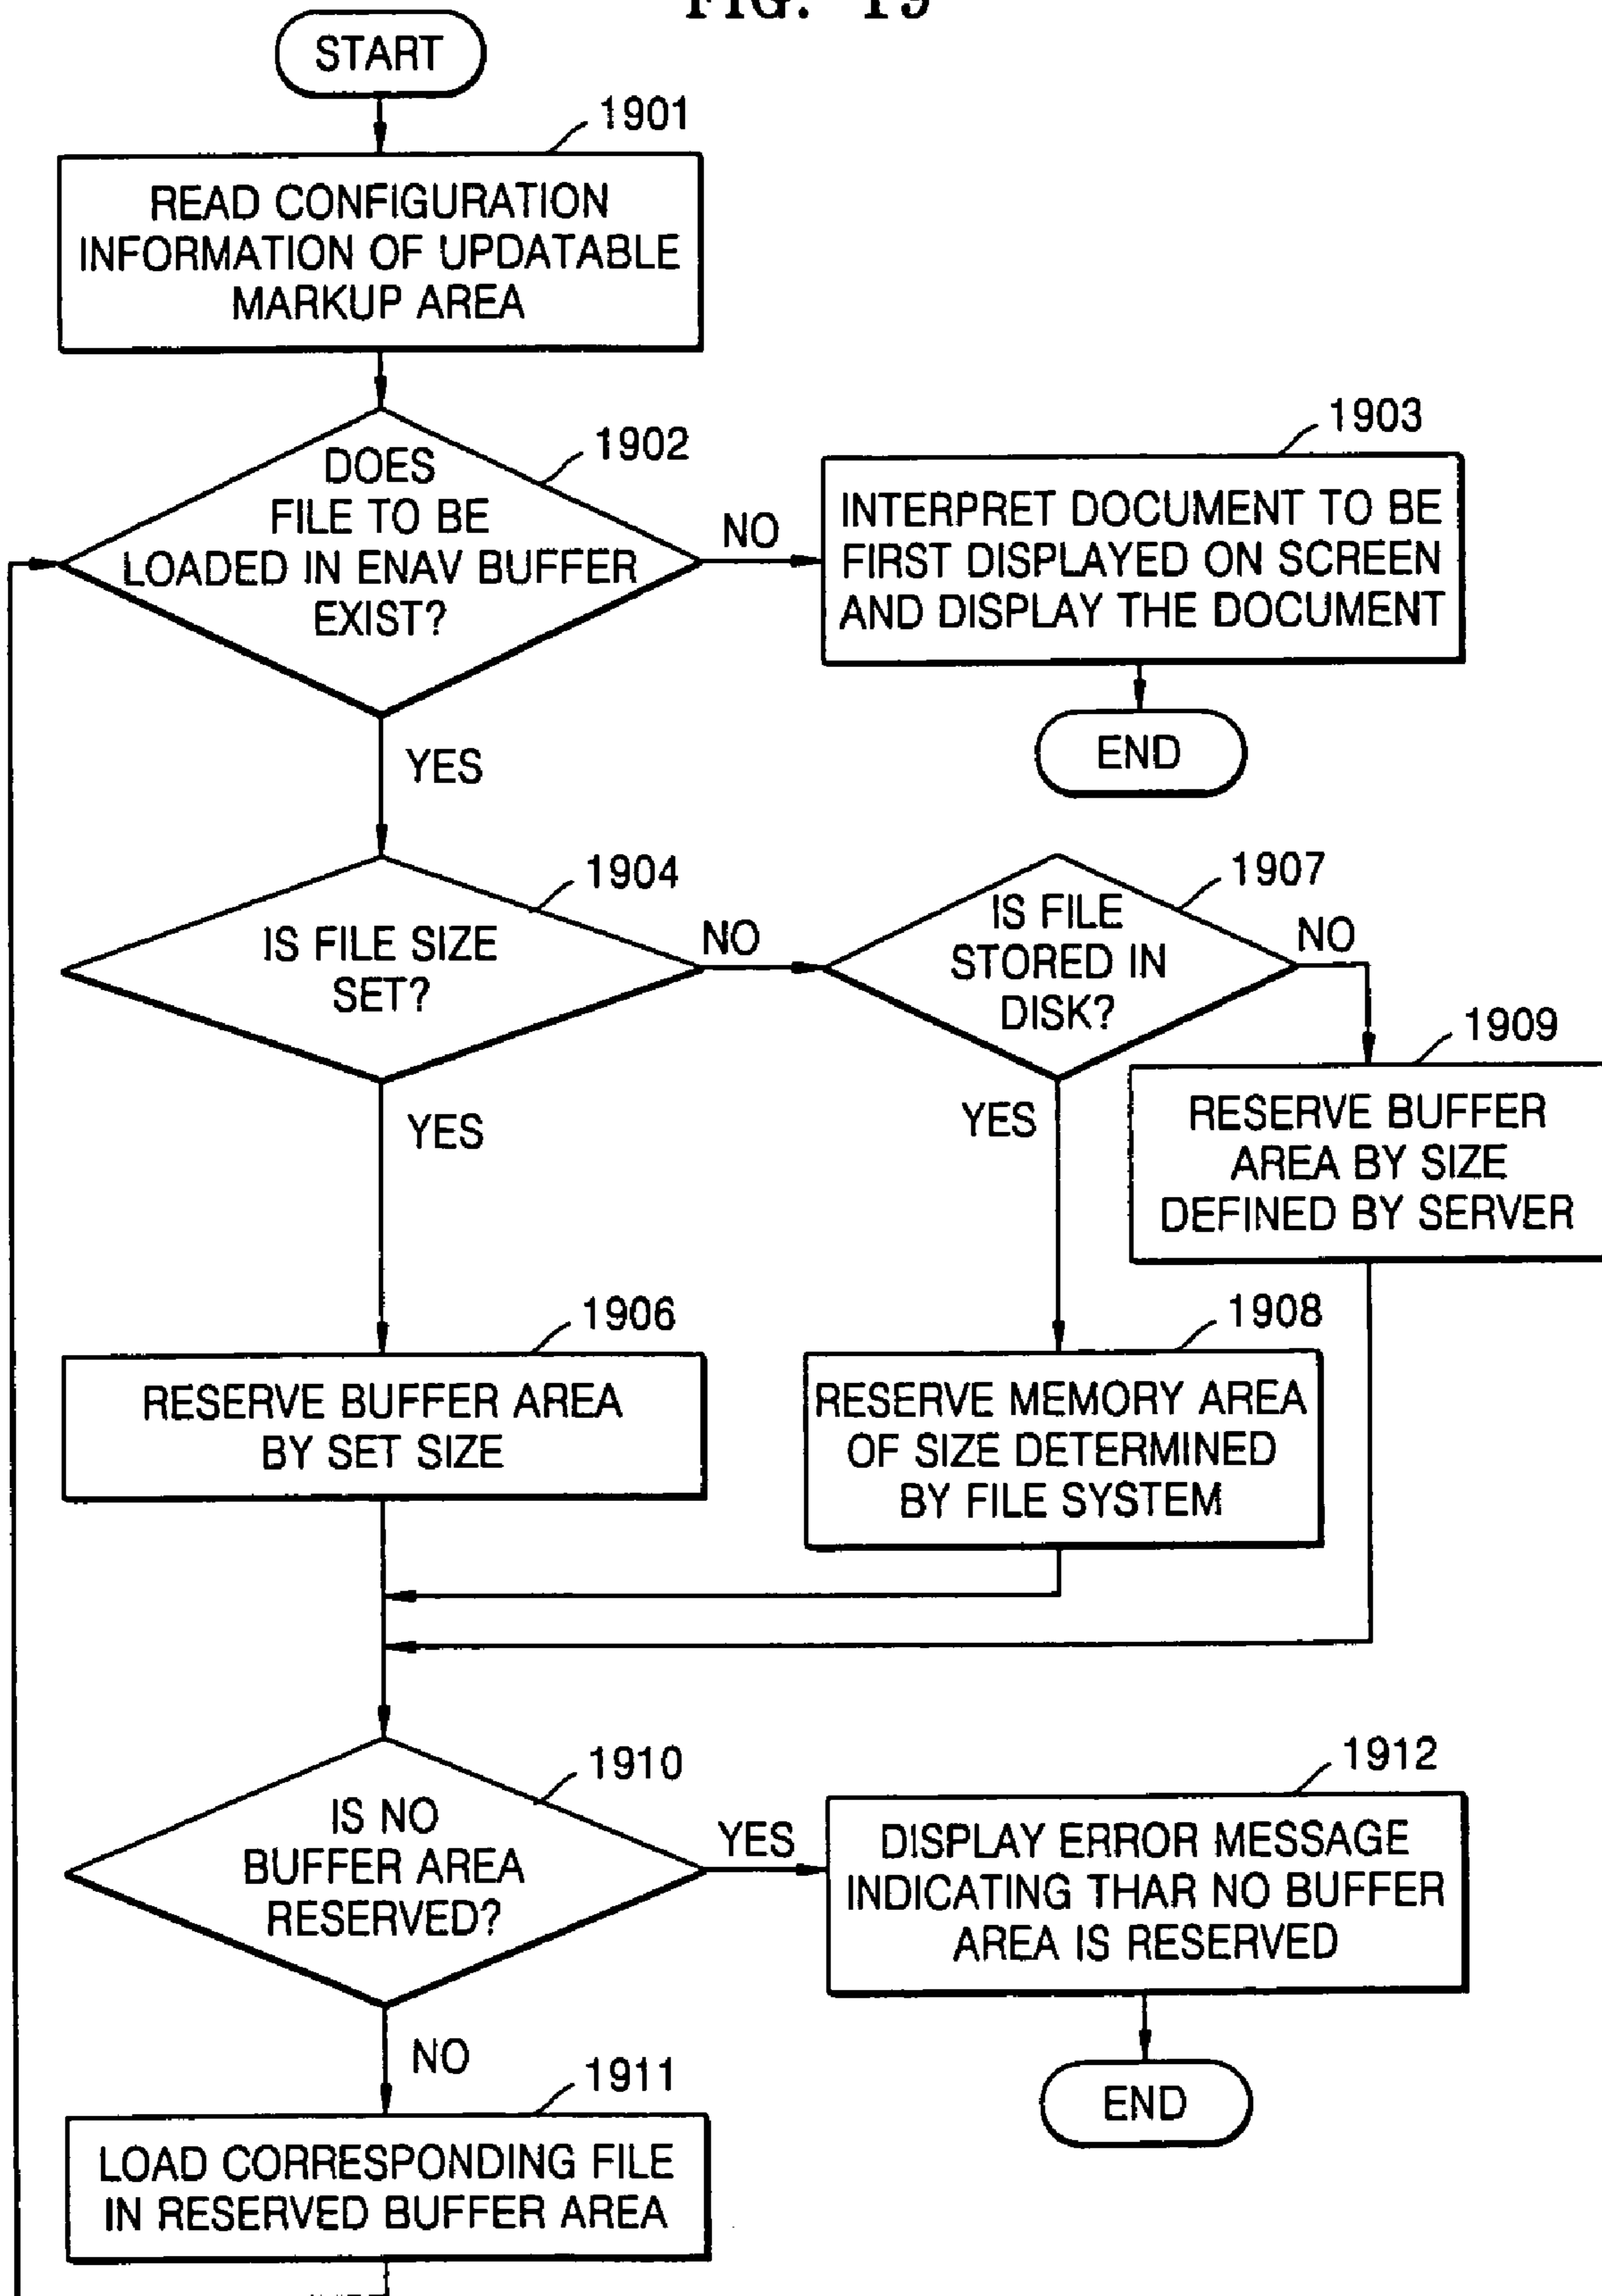 FIG. 19
START
1901
READ CONFIGURATION
INFORMATION OF UPDATABLE
MARKUP AREA
1902
DOES
FILE TO BE
LOADED IN ENAV BUFFER
EXIST?
NO
1903
INTERPRET DOCUMENT TO BE
FIRST DISPLAYED ON SCREEN
AND DISPLAY THE DOCUMENT
END
YES
1904
IS FILE SIZE
SET?
NO
1907
IS FILE
STORED IN
DISK?
NO
1909
RESERVE BUFFER
AREA BY SIZE
DEFINED BY SERVER
YES
YES
1906
RESERVE BUFFER AREA
BY SET SIZE
1908
RESERVE MEMORY AREA
OF SIZE DETERMINED
BY FILE SYSTEM
1910
IS NO
BUFFER AREA
RESERVED?
YES
1912
DISPLAY ERROR MESSAGE
INDICATING THAR NO BUFFER
AREA IS RESERVED
END
NO
1911
LOAD CORRESPONDING FILE
IN RESERVED BUFFER AREA